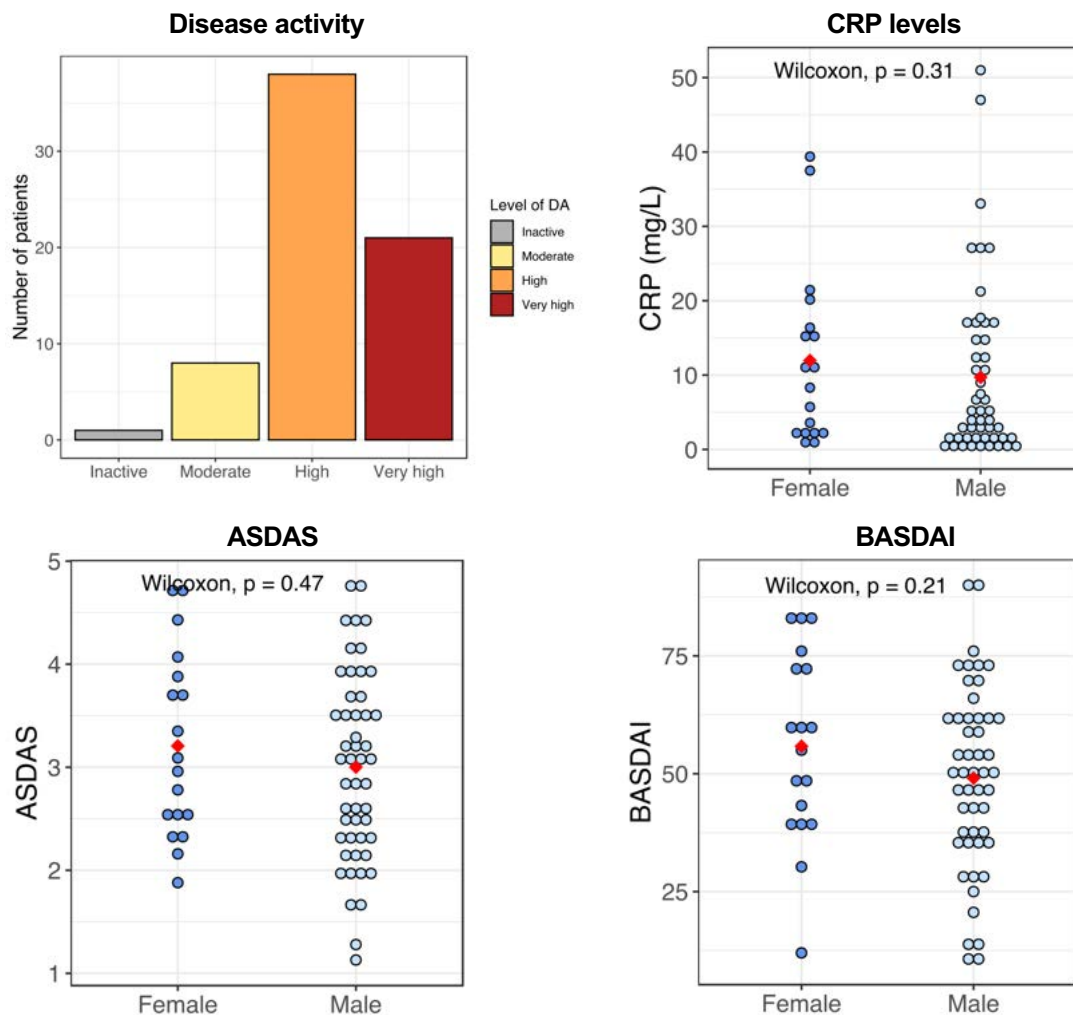 Disease activity
Number of patients
30
20
10
0
Inactive
Moderate
High
Very high
Level of DA
Inactive
Moderate
High
Very high
CRP levels
Wilcoxon, p = 0.31
CRP (mg/L)
50
40
30
20
10
0
Female
Male
ASDAS
Wilcoxon, p = 0.47
ASDAS
5
4
3
2
1
Female
Male
BASDAI
Wilcoxon, p = 0.21
BASDAI
75
50
25
Female
Male